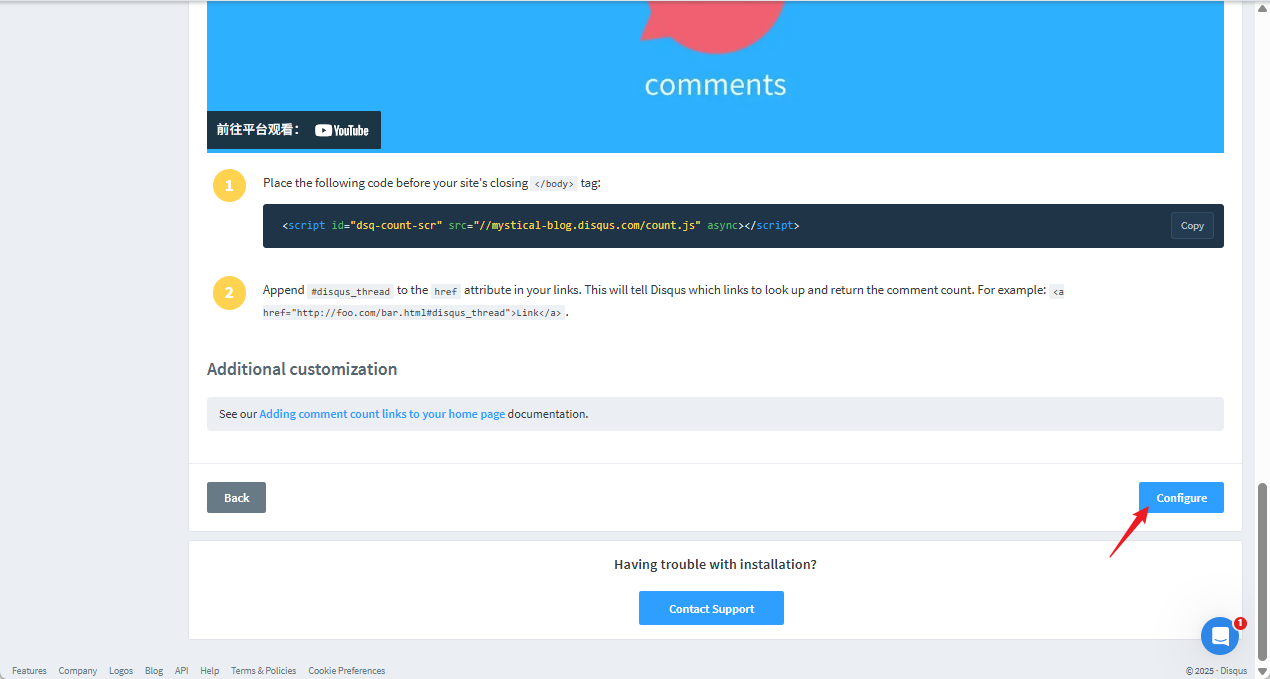 comments
前往平台观看： YouTube
1
Place the following code before your site's closing </body> tag:
<script id="dsq-count-scr" src="//mystical-blog.disqus.com/count.js" async></script>
Copy
2
Append #disqus_thread to the href attribute in your links. This will tell Disqus which links to look up and return the comment count. For example: <a
href="http://foo.com/bar.html#disqus_thread">Link</a>.
Additional customization
See our Adding comment count links to your home page documentation.
Back
Configure
Having trouble with installation?
Contact Support
1
Features Company Logos Blog API Help Terms & Policies Cookie Preferences
© 2025 · Disqus